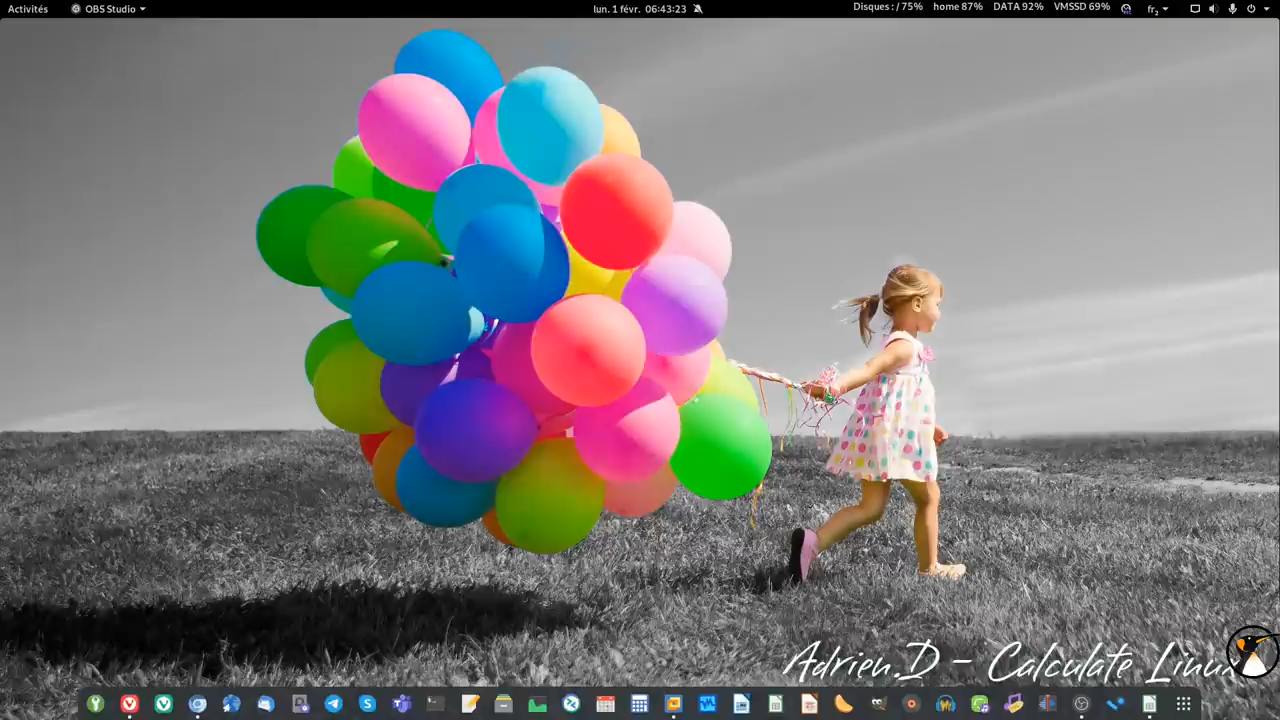 Activités OBS Studio lun. 1 févr. 06:43:23 Disques : / 75% home 87% DATA 92% VMSSD 69% fr₂
Adrien.D - Calculate Linux